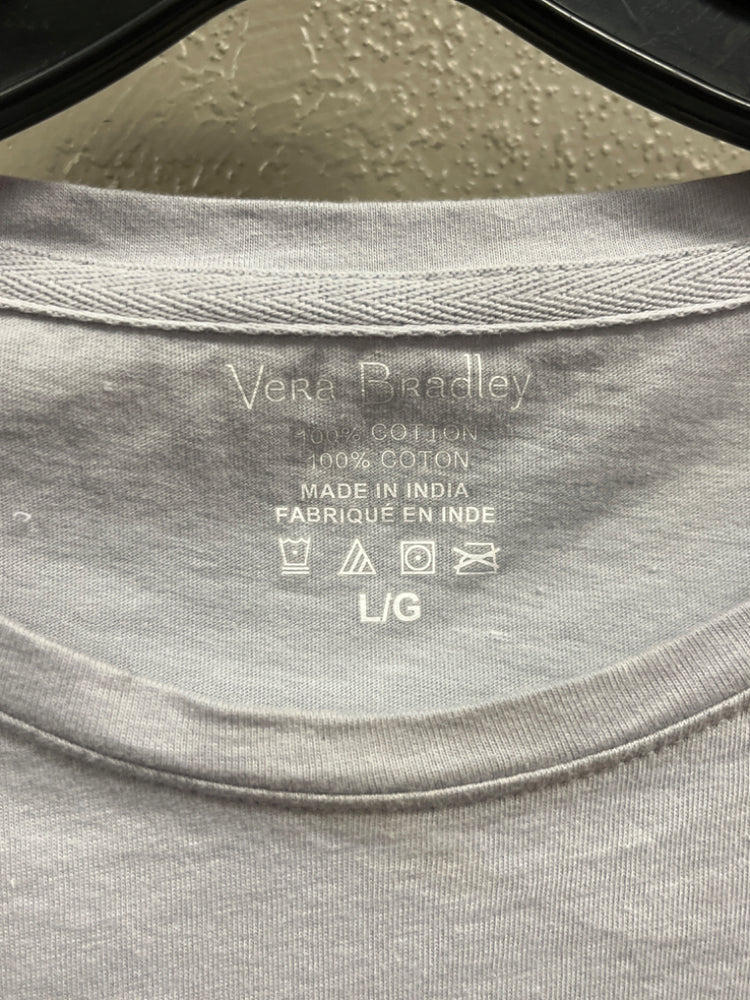 Vera Bradley
100% COTTON
100% COTON
MADE IN INDIA
FABRIQUÉ EN INDE
L/G